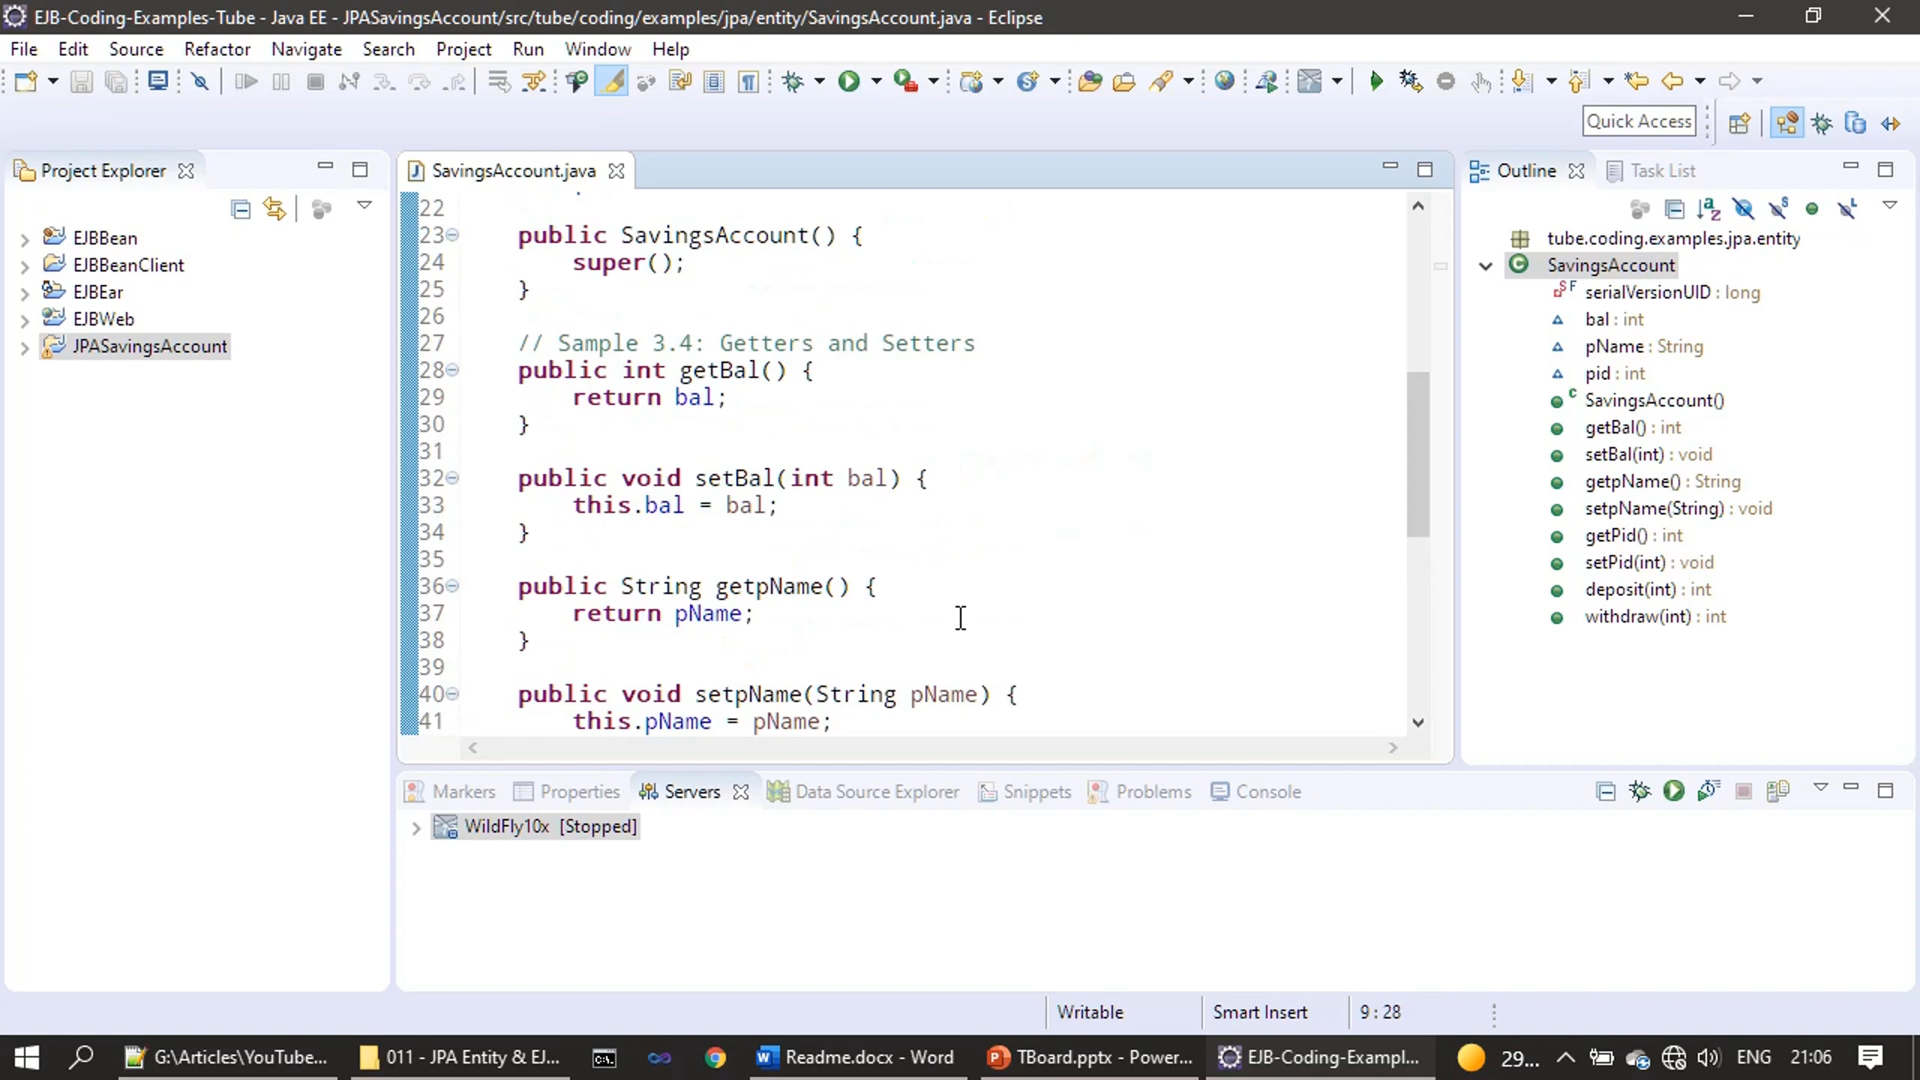 EJB-Coding-Examples-Tube - Java EE - JPASavingsAccount/src/tube/coding/examples/jpa/entity/SavingsAccount.java - Eclipse
File Edit Source Refactor Navigate Search Project Run Window Help
Quick Access
Project Explorer
EJBBean
EJBBeanClient
EJBEar
EJBWeb
JPASavingsAccount
SavingsAccount.java
22
23 public SavingsAccount() {
24 super();
25 }
26
27 // Sample 3.4: Getters and Setters
28 public int getBal() {
29 return bal;
30 }
31
32 public void setBal(int bal) {
33 this.bal = bal;
34 }
35
36 public String getpName() {
37 return pName;
38 }
39
40 public void setpName(String pName) {
41 this.pName = pName;
Outline Task List
tube.coding.examples.jpa.entity
SavingsAccount
serialVersionUID : long
bal : int
pName : String
pid : int
SavingsAccount()
getBal() : int
setBal(int) : void
getpName() : String
setpName(String) : void
getPid() : int
setPid(int) : void
deposit(int) : int
withdraw(int) : int
Markers Properties Servers Data Source Explorer Snippets Problems Console
WildFly10x [Stopped]
Writable Smart Insert 9 : 28
G:\Articles\YouTube... 011 - JPA Entity & EJ... Readme.docx - Word TBoard.pptx - Power... EJB-Coding-Exampl... 29... ENG 21:06